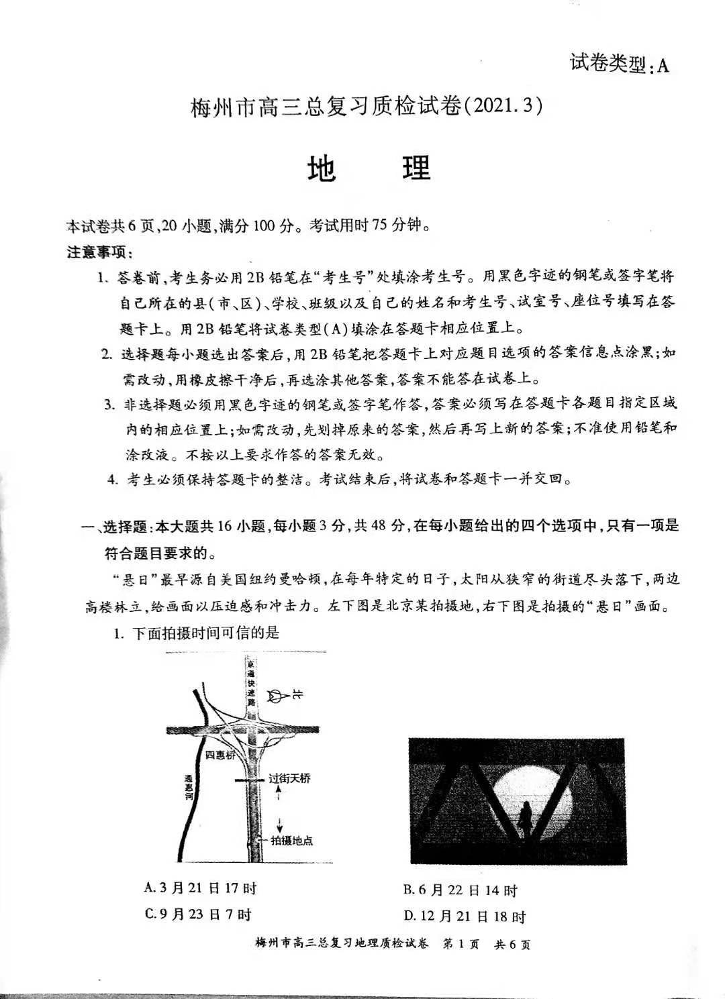 试卷类型:A
梅州市高三总复习质检试卷(2021.3)
地 理
本试卷共6页,20小题,满分100分。考试用时75分钟。
注意事项:
1. 答卷前,考生务必用2B铅笔在“考生号”处填涂考生号。用黑色字迹的钢笔或签字笔将
自己所在的县(市、区)、学校、班级以及自己的姓名和考生号、试室号、座位号填写在答
题卡上。用2B铅笔将试卷类型(A)填涂在答题卡相应位置上。
2. 选择题每小题选出答案后,用2B铅笔把答题卡上对应题目选项的答案信息点涂黑;如
需改动,用橡皮擦干净后,再选涂其他答案,答案不能答在试卷上。
3. 非选择题必须用黑色字迹的钢笔或签字笔作答,答案必须写在答题卡各题目指定区域
内的相应位置上;如需改动,先划掉原来的答案,然后再写上新的答案;不准使用铅笔和
涂改液。不按以上要求作答的答案无效。
4. 考生必须保持答题卡的整洁。考试结束后,将试卷和答题卡一并交回。
一、选择题:本大题共16小题,每小题3分,共48分,在每小题给出的四个选项中,只有一项是
符合题目要求的。
“悬日”最早源自美国纽约曼哈顿,在每年特定的日子,太阳从狭窄的街道尽头落下,两边
高楼林立,给画面以压迫感和冲击力。左下图是北京某拍摄地,右下图是拍摄的“悬日”画面。
1. 下面拍摄时间可信的是
京通快速路
北
四惠桥
通惠河
过街天桥
拍摄地点
A.3月21日17时
B.6月22日14时
C.9月23日7时
D.12月21日18时
梅州市高三总复习地理质检试卷 第1页 共6页